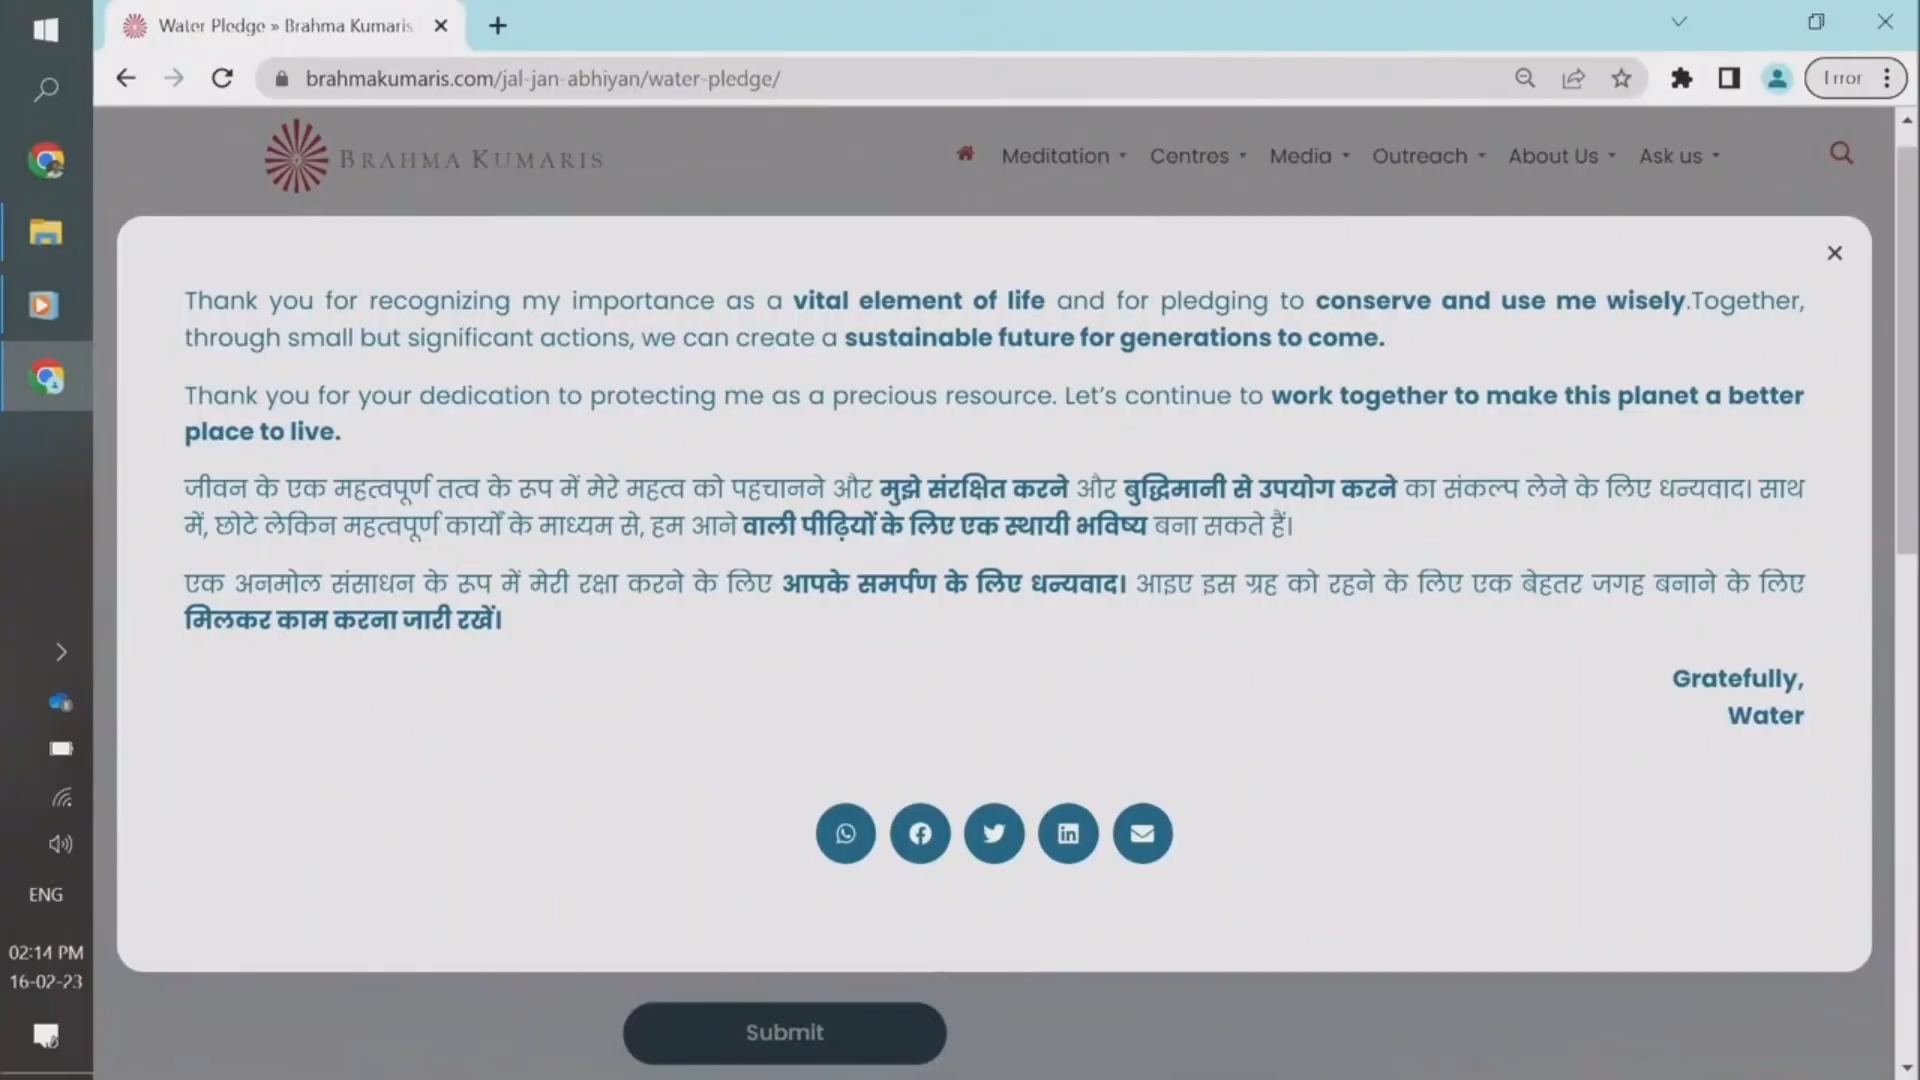 Water Pledge » Brahma Kumaris
brahmakumaris.com/jal-jan-abhiyan/water-pledge/
Error
BRAHMA KUMARIS
Meditation
Centres
Media
Outreach
About Us
Ask us
Thank you for recognizing my importance as a vital element of life and for pledging to conserve and use me wisely.Together,
through small but significant actions, we can create a sustainable future for generations to come.
Thank you for your dedication to protecting me as a precious resource. Let’s continue to work together to make this planet a better
place to live.
जीवन के एक महत्वपूर्ण तत्व के रूप में मेरे महत्व को पहचानने और मुझे संरक्षित करने और बुद्धिमानी से उपयोग करने का संकल्प लेने के लिए धन्यवाद। साथ
में, छोटे लेकिन महत्वपूर्ण कार्यों के माध्यम से, हम आने वाली पीढ़ियों के लिए एक स्थायी भविष्य बना सकते हैं।
एक अनमोल संसाधन के रूप में मेरी रक्षा करने के लिए आपके समर्पण के लिए धन्यवाद। आइए इस ग्रह को रहने के लिए एक बेहतर जगह बनाने के लिए
मिलकर काम करना जारी रखें।
Gratefully,
Water
Submit
ENG
02:14 PM
16-02-23